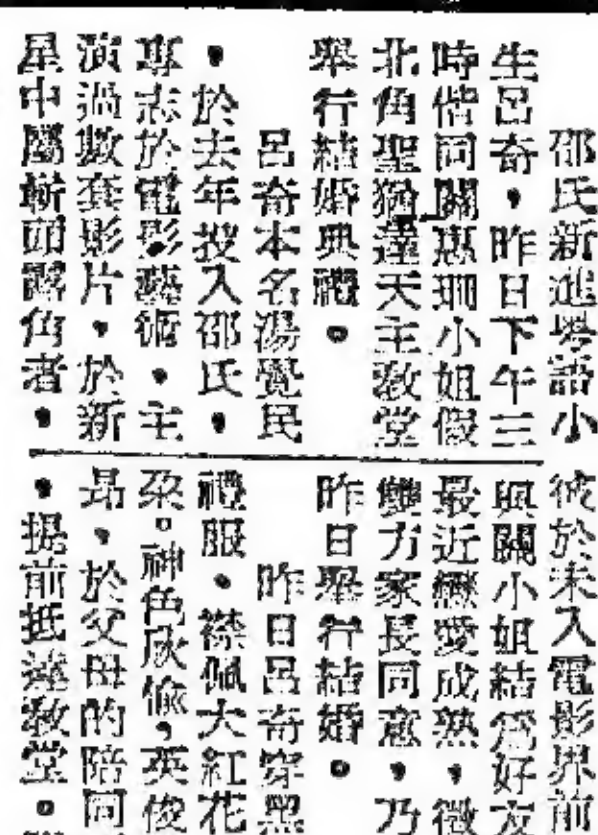 邵氏新進粵語小
生呂奇，昨日下午三
時偕同關惠珊小姐假
北角聖猶達天主教堂
舉行結婚典禮。
呂奇本名湯覺民
，於去年投入邵氏，
專志於電影藝術，主
演過數套影片，於新
星中屬嶄頭露角者，
彼於未入電影界前
與關小姐結爲好友
最近戀愛成熟，徵
雙方家長同意，乃
昨日舉行結婚。
昨日呂奇穿黑
禮服，襟佩大紅花
朶。神色欣愉，英俊
昂，於父母的陪同
，提前抵達教堂。